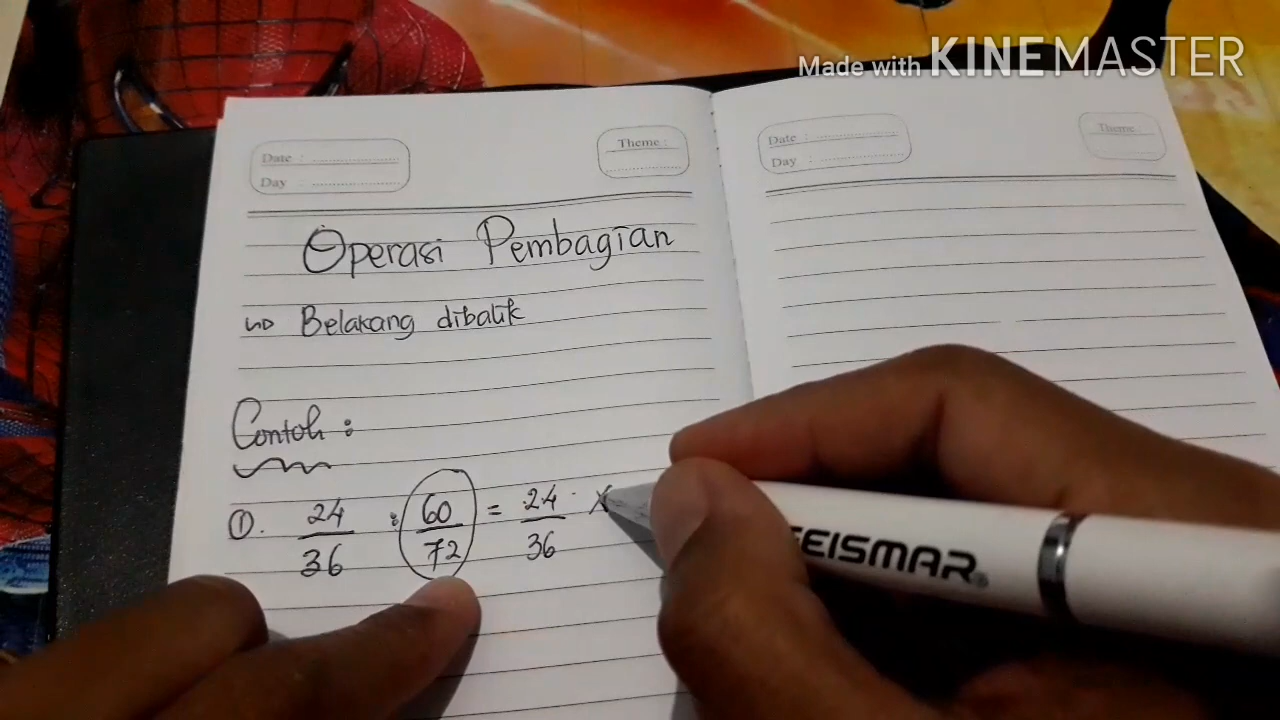 Made with KINEMASTER
Date :
Day :
Theme :
Date :
Day :
Theme :
Operasi Pembagian
↳ Belakang dibalik
Contoh :
①. 24/36 : 60/72 = 24/36 x
GEISMAR